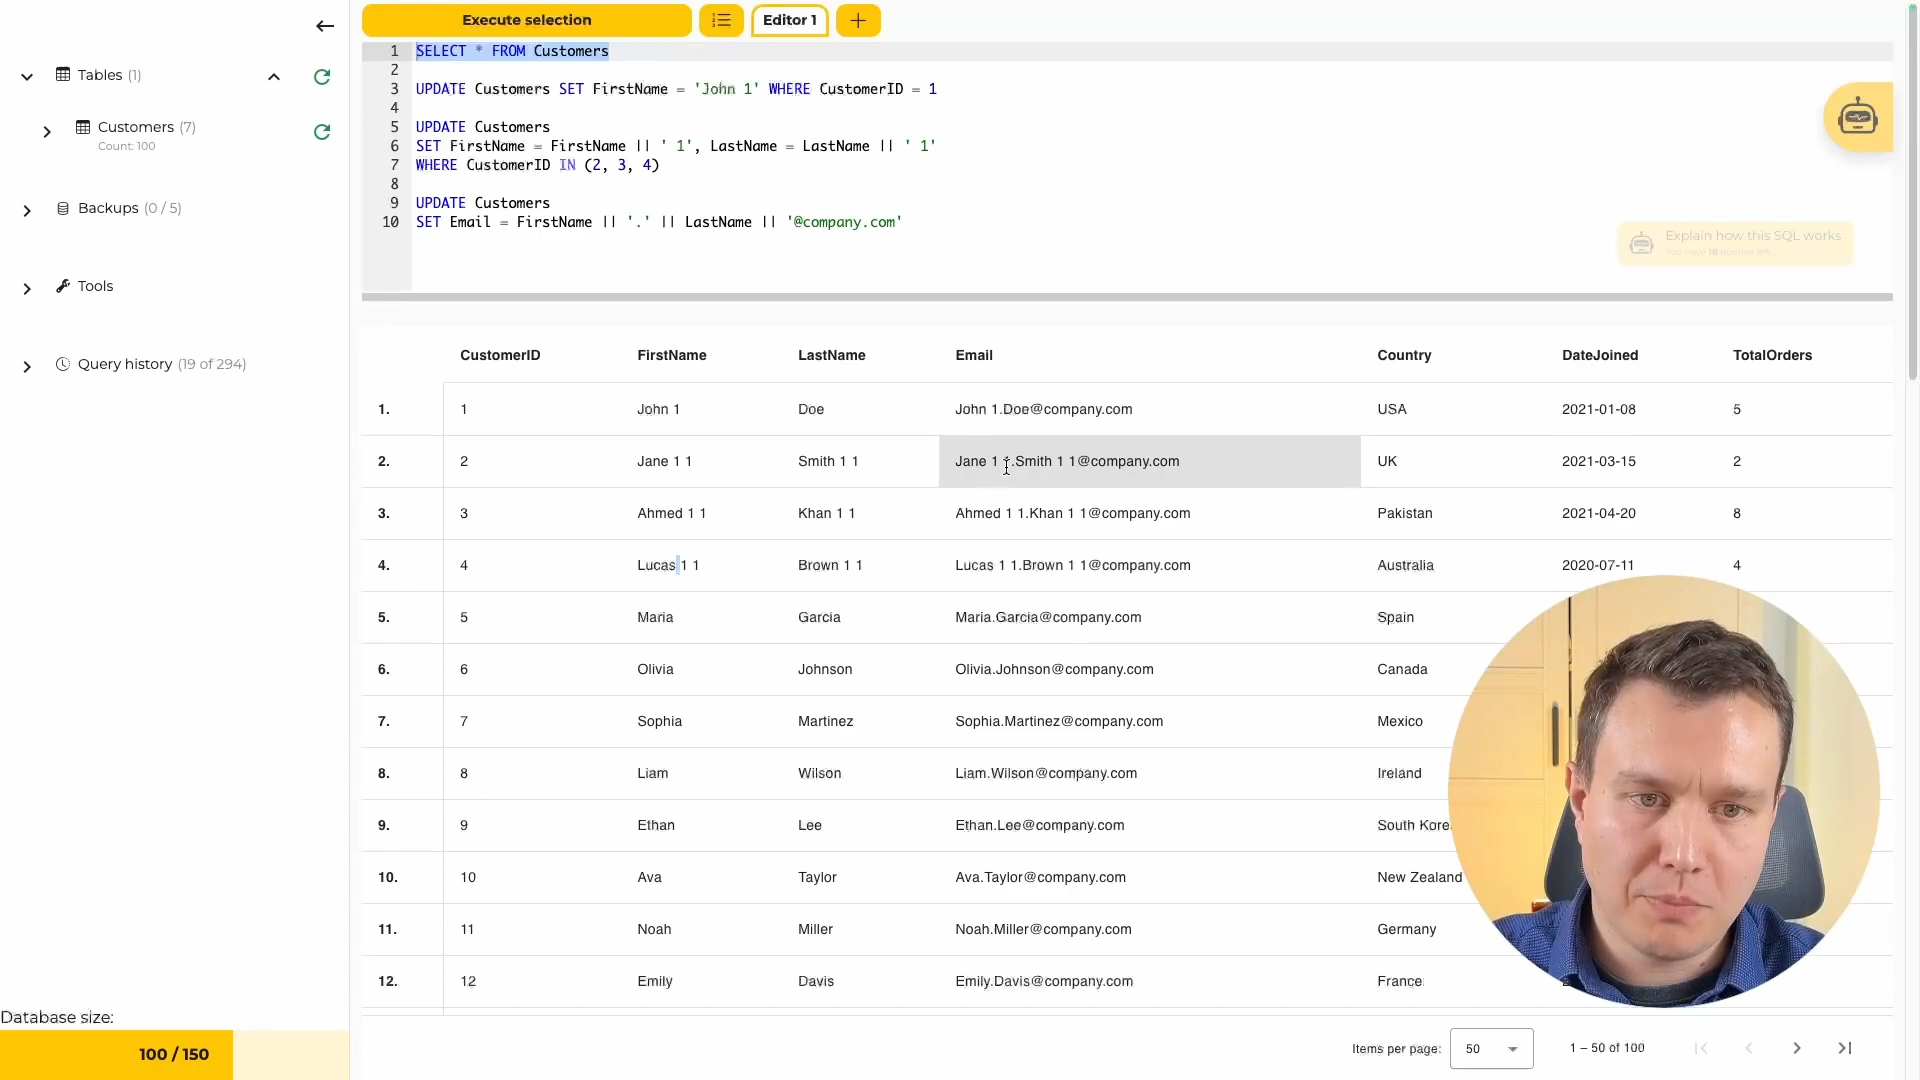 Execute selection
Editor 1
Tables (1)
Customers (7)
Count: 100
Backups (0 / 5)
Tools
Query history (19 of 294)
Database size:
100 / 150
1 SELECT * FROM Customers
2
3 UPDATE Customers SET FirstName = 'John 1' WHERE CustomerID = 1
4
5 UPDATE Customers
6 SET FirstName = FirstName || ' 1', LastName = LastName || ' 1'
7 WHERE CustomerID IN (2, 3, 4)
8
9 UPDATE Customers
10 SET Email = FirstName || '.' || LastName || '@company.com'
Explain how this SQL works
CustomerID FirstName LastName Email Country DateJoined TotalOrders
1. 1 John 1 Doe John 1.Doe@company.com USA 2021-01-08 5
2. 2 Jane 1 1 Smith 1 1 Jane 1 1.Smith 1 1@company.com UK 2021-03-15 2
3. 3 Ahmed 1 1 Khan 1 1 Ahmed 1 1.Khan 1 1@company.com Pakistan 2021-04-20 8
4. 4 Lucas 1 1 Brown 1 1 Lucas 1 1.Brown 1 1@company.com Australia 2020-07-11 4
5. 5 Maria Garcia Maria.Garcia@company.com Spain
6. 6 Olivia Johnson Olivia.Johnson@company.com Canada
7. 7 Sophia Martinez Sophia.Martinez@company.com Mexico
8. 8 Liam Wilson Liam.Wilson@company.com Ireland
9. 9 Ethan Lee Ethan.Lee@company.com South Kore
10. 10 Ava Taylor Ava.Taylor@company.com New Zealand
11. 11 Noah Miller Noah.Miller@company.com Germany
12. 12 Emily Davis Emily.Davis@company.com France
Items per page: 50 1 – 50 of 100